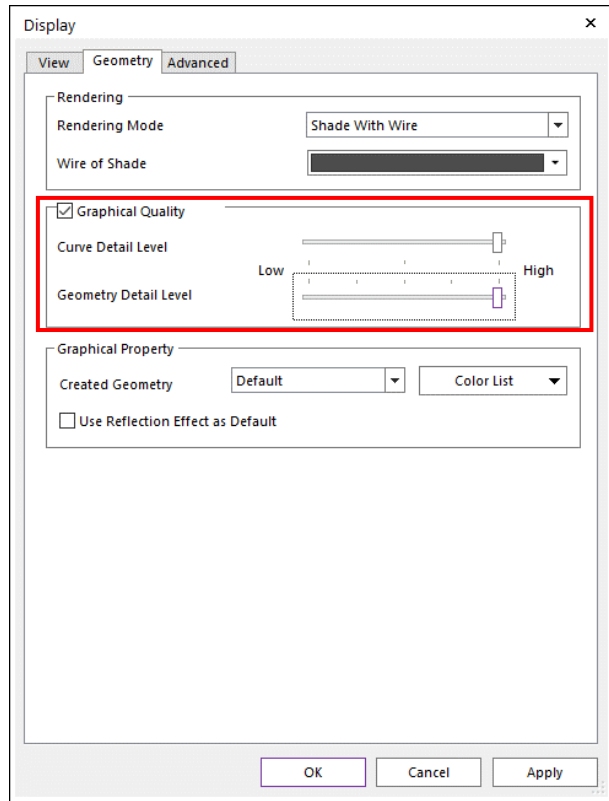 Display
View Geometry Advanced
Rendering
Rendering Mode Shade With Wire
Wire of Shade
Graphical Quality
Curve Detail Level
Low High
Geometry Detail Level
Graphical Property
Created Geometry Default Color List
Use Reflection Effect as Default
OK Cancel Apply